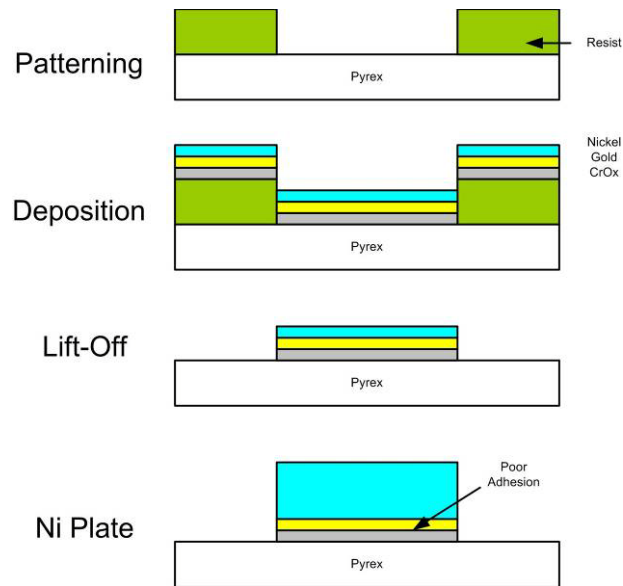 Patterning
Resist
Pyrex
Nickel
Gold
CrOx
Deposition
Pyrex
Lift-Off
Pyrex
Poor
Adhesion
Ni Plate
Pyrex